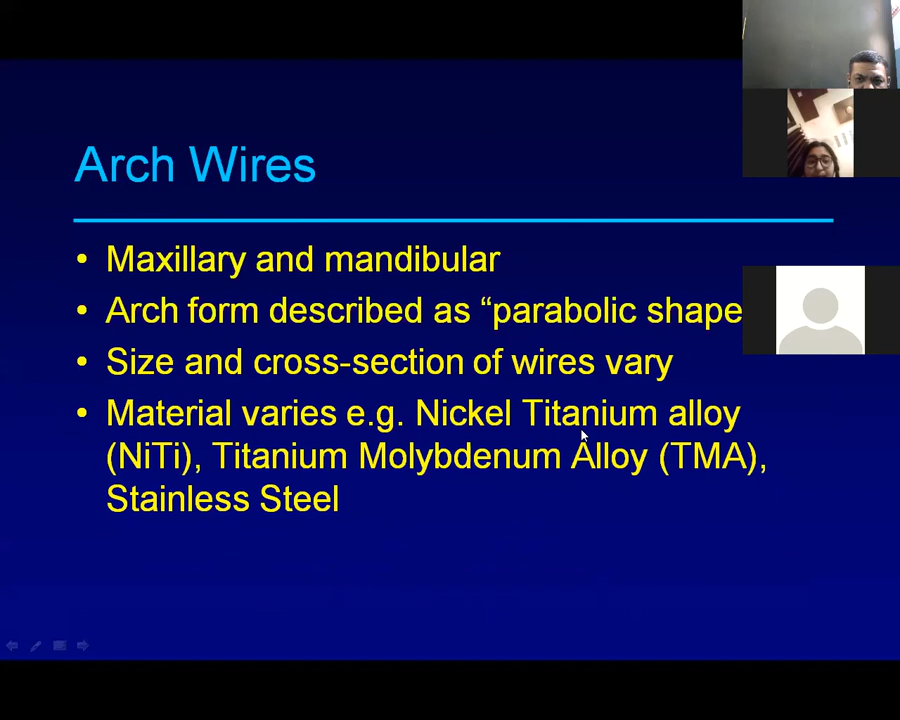 Arch Wires
• Maxillary and mandibular
• Arch form described as “parabolic shape
• Size and cross-section of wires vary
• Material varies e.g. Nickel Titanium alloy
(NiTi), Titanium Molybdenum Alloy (TMA),
Stainless Steel